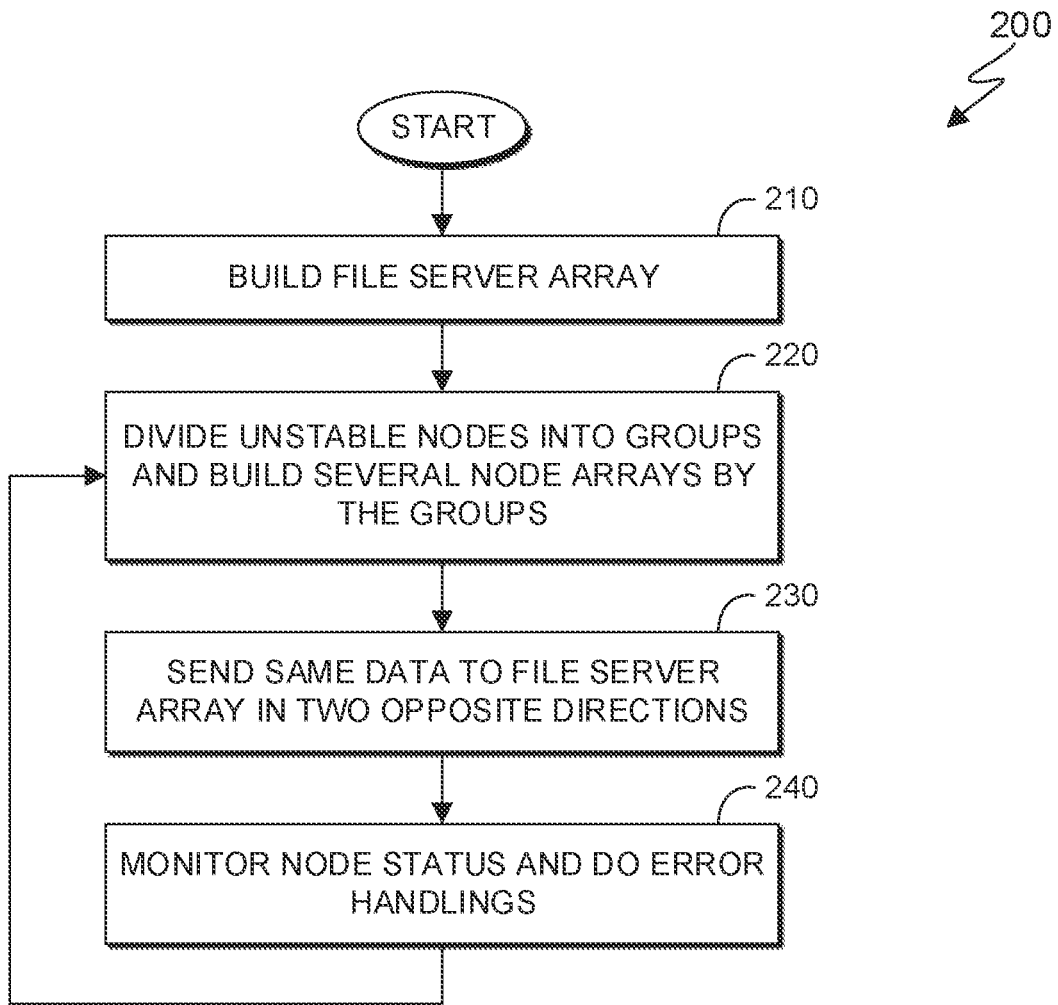 200
START
210
BUILD FILE SERVER ARRAY
220
DIVIDE UNSTABLE NODES INTO GROUPS
AND BUILD SEVERAL NODE ARRAYS BY
THE GROUPS
230
SEND SAME DATA TO FILE SERVER
ARRAY IN TWO OPPOSITE DIRECTIONS
240
MONITOR NODE STATUS AND DO ERROR
HANDLINGS